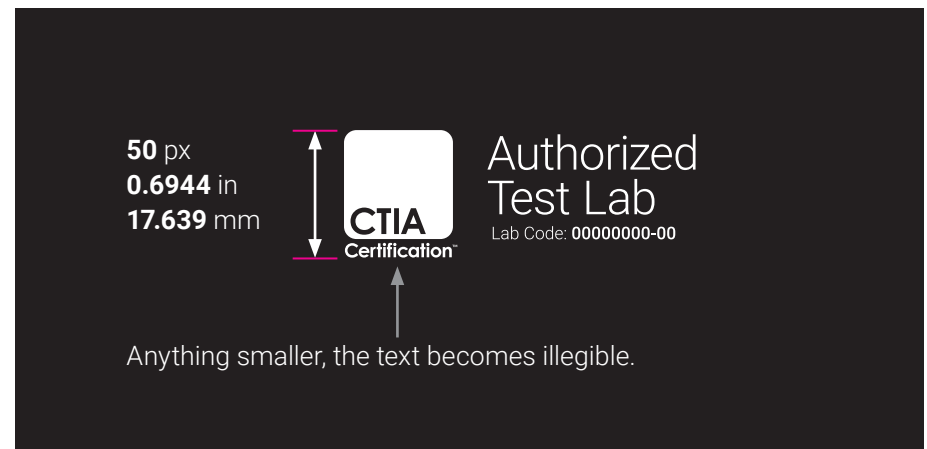 50 px
0.6944 in
17.639 mm
CTIA
Certification™
Authorized
Test Lab
Lab Code: 00000000-00
Anything smaller, the text becomes illegible.